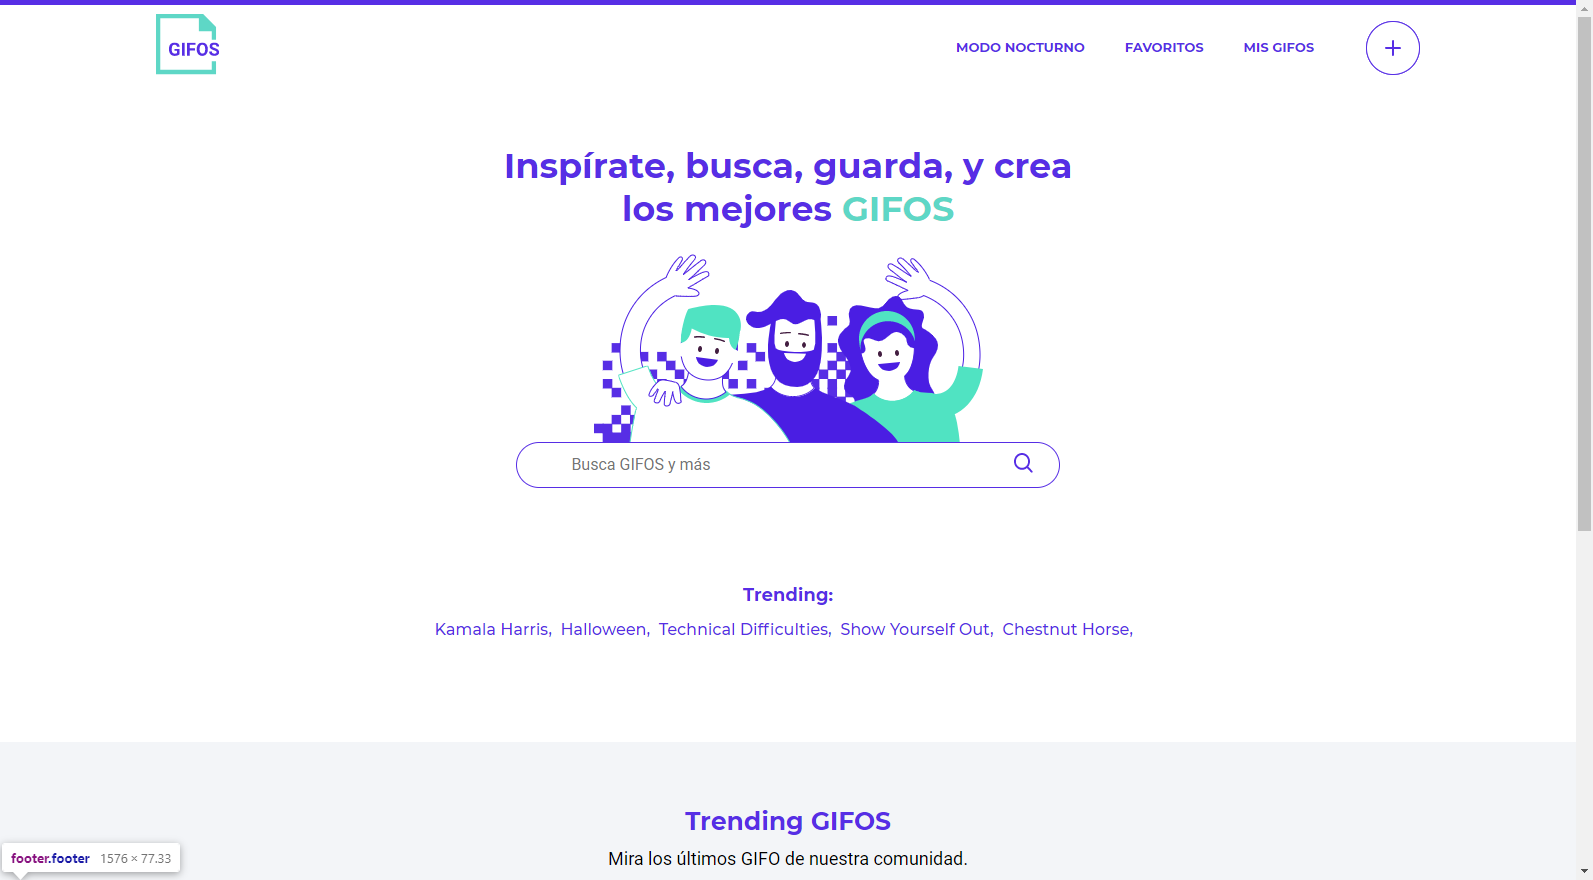 GIFOS
MODO NOCTURNO FAVORITOS MIS GIFOS
Inspírate, busca, guarda, y crea
los mejores GIFOS
Busca GIFOS y más
Trending:
Kamala Harris, Halloween, Technical Difficulties, Show Yourself Out, Chestnut Horse,
Trending GIFOS
Mira los últimos GIFO de nuestra comunidad.
footer.footer 1576 × 77.33